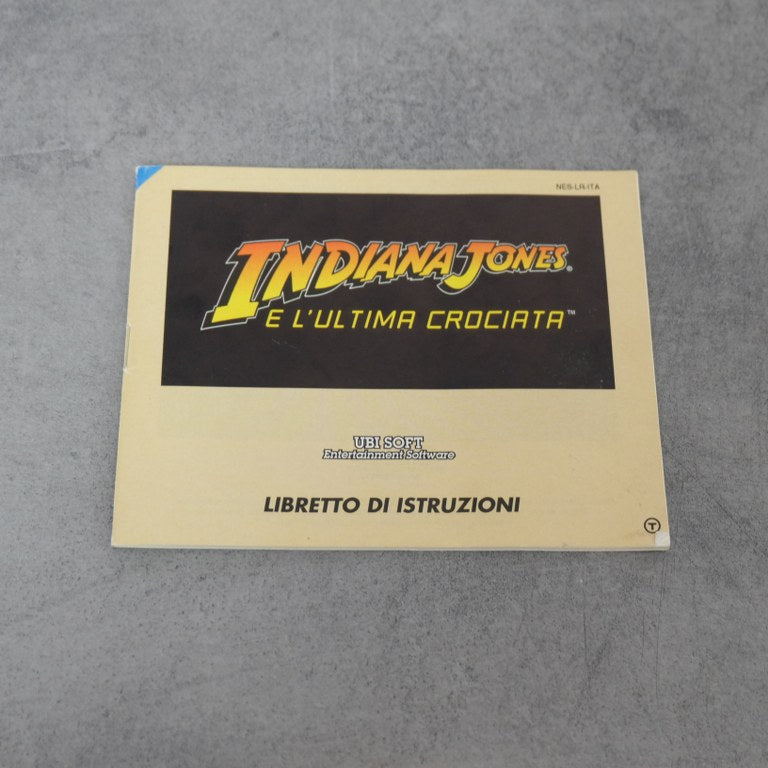 NES-LR-ITA
INDIANA JONES®
E L'ULTIMA CROCIATA™
UBI SOFT
Entertainment Software
LIBRETTO DI ISTRUZIONI
T